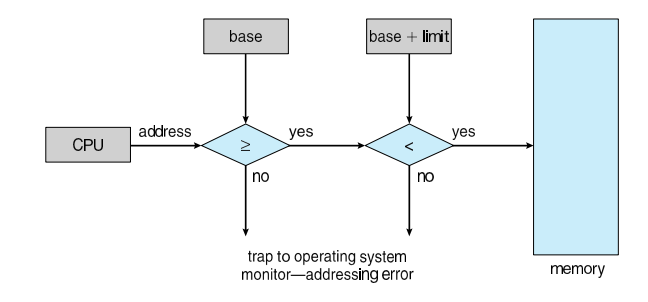 base
base + limit
CPU
address
≥
yes
<
yes
no
no
trap to operating system
monitor—addressing error
memory